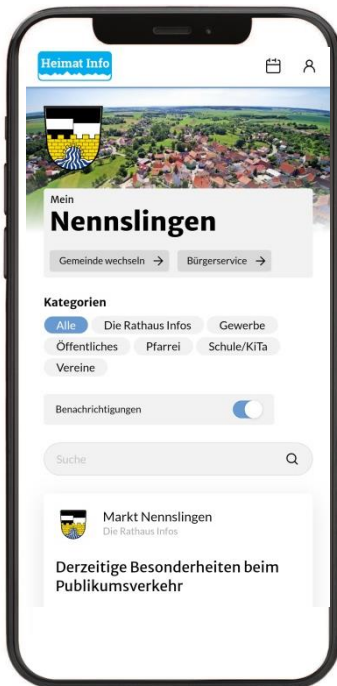 Heimat Info
Mein
Nennslingen
Gemeinde wechseln → Bürgerservice →
Kategorien
Alle Die Rathaus Infos Gewerbe
Öffentliches Pfarrei Schule/KiTa
Vereine
Benachrichtigungen
Suche
Markt Nennslingen
Die Rathaus Infos
Derzeitige Besonderheiten beim
Publikumsverkehr